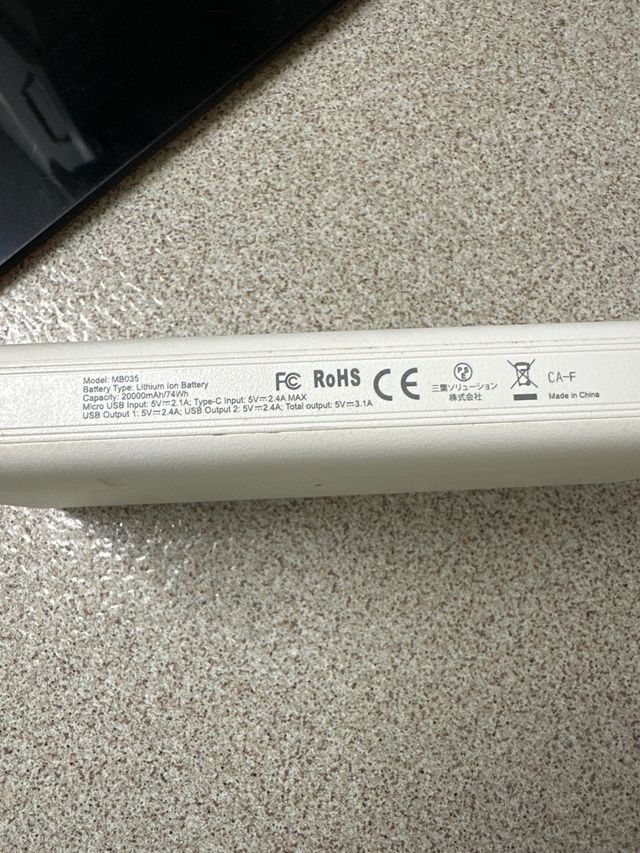 Model: MB035
Battery Type: Lithium Ion Battery
Capacity: 20000mAh/74Wh
Micro USB Input: 5V⎓2.1A; Type-C Input: 5V⎓2.4A MAX
USB Output 1: 5V⎓2.4A; USB Output 2: 5V⎓2.4A; Total output: 5V⎓3.1A
FC RoHS CE
PSE
三盟ソリューション
株式会社
CA-F
Made in China